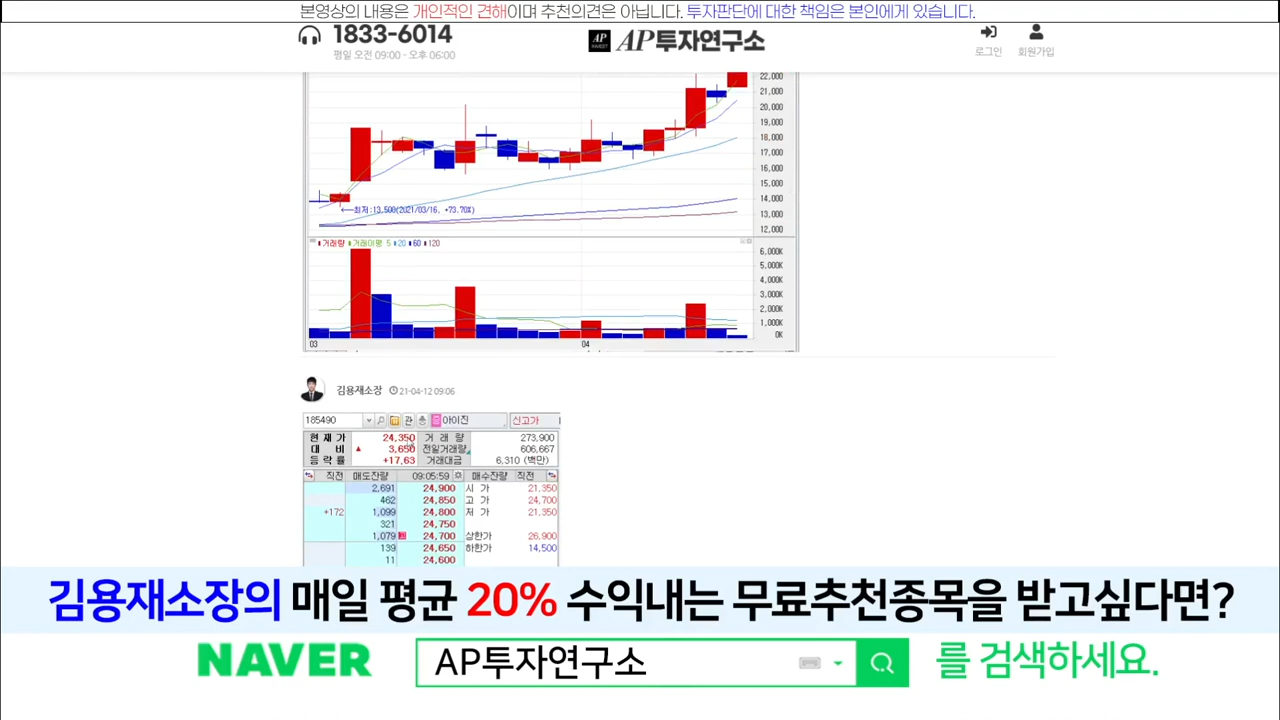 본영상의 내용은 개인적인 견해이며 추천의견은 아닙니다. 투자판단에 대한 책임은 본인에게 있습니다.
1833-6014
평일 오전 09:00 - 오후 06:00
AP INVEST AP투자연구소
로그인 회원가입
22,000
21,000
20,000
19,000
18,000
17,000
16,000
15,000
14,000
13,000
12,000
최저:13,500(2021/03/16, +73.70%)
거래량 거래이평 5 20 60 120
6,000K
5,000K
4,000K
3,000K
2,000K
1,000K
0K
03 04
김용재소장 21-04-12 09:06
185490 관 아이진 신고가
현 재 가 24,350 거 래 량 273,900
대 비 ▲ 3,650 전일거래량 606,667
등 락 률 +17,63 거래대금 6,310 (백만)
직전 매도잔량 09:05:59 매수잔량 직전
2,691 24,900 시 가 21,350
462 24,850 고 가 24,700
+172 1,099 24,800 저 가 21,350
321 24,750
1,079 24,700 상한가 26,900
139 24,650 하한가 14,500
11 24,600
김용재소장의 매일 평균 20% 수익내는 무료추천종목을 받고싶다면?
NAVER AP투자연구소 를 검색하세요.